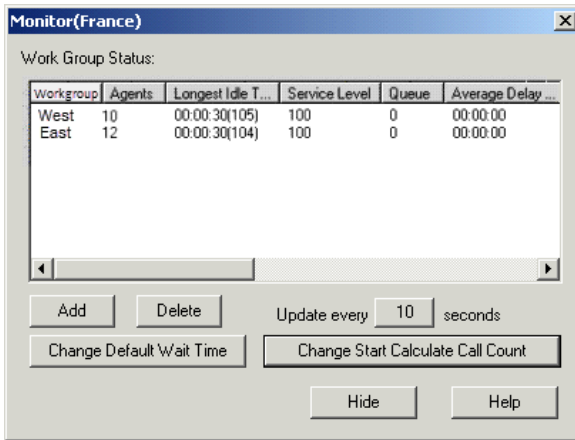 Monitor(France)
Work Group Status:
Workgroup Agents Longest Idle T... Service Level Queue Average Delay ...
West 10 00:00:30(105) 100 0 00:00:00
East 12 00:00:30(104) 100 0 00:00:00
Add Delete Update every 10 seconds
Change Default Wait Time Change Start Calculate Call Count
Hide Help